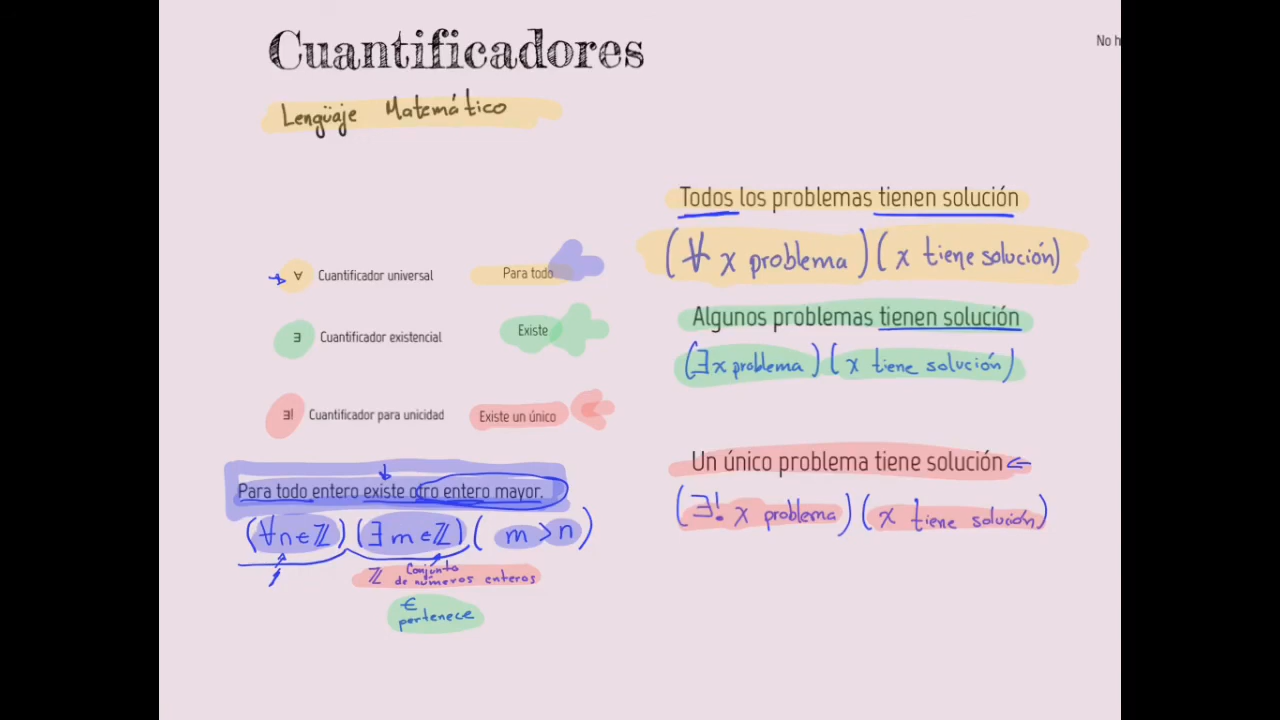 Cuantificadores
No h
Lengüaje Matemático
∀ Cuantificador universal Para todo
∃ Cuantificador existencial Existe
∃! Cuantificador para unicidad Existe un único
Para todo entero existe otro entero mayor.
(∀n∈ℤ)(∃m∈ℤ)(m>n)
ℤ Conjunto
de números enteros
∈
pertenece
Todos los problemas tienen solución
(∀ x problema)(x tiene solución)
Algunos problemas tienen solución
(∃x problema)(x tiene solución)
Un único problema tiene solución
(∃! x problema)(x tiene solución)